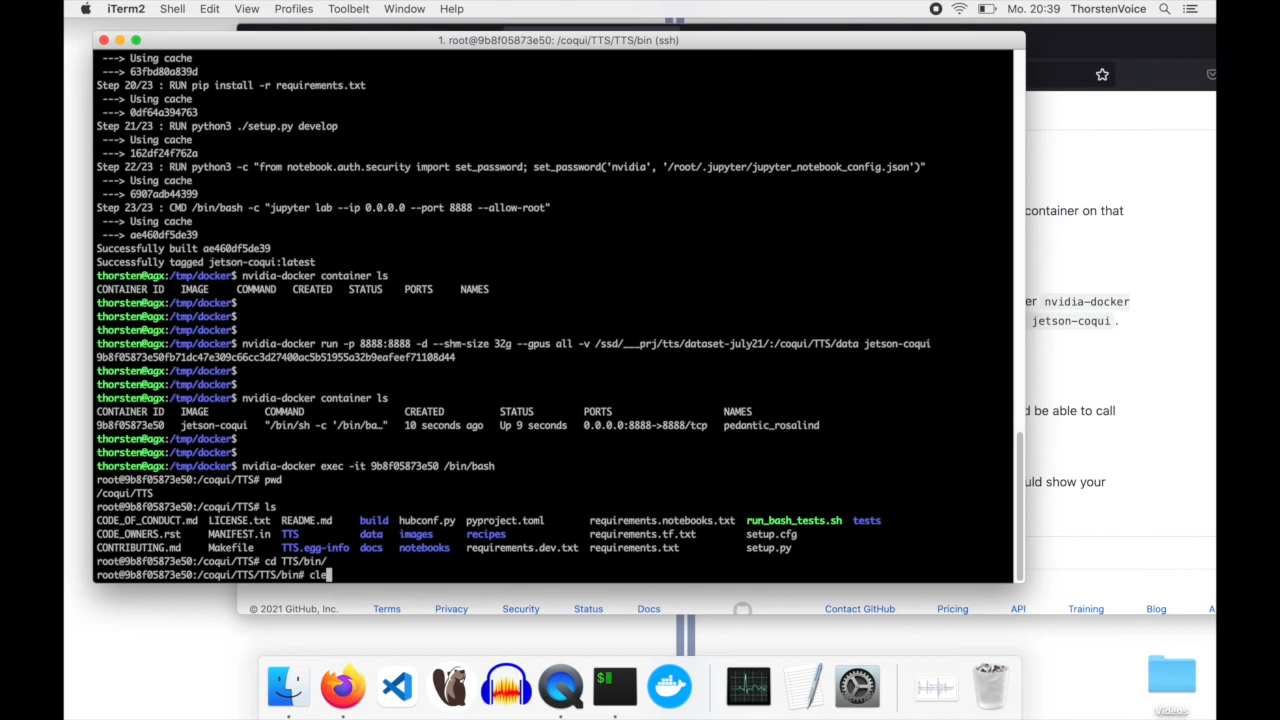 iTerm2 Shell Edit View Profiles Toolbelt Window Help Mo. 20:39 ThorstenVoice
1. root@9b8f05873e50: /coqui/TTS/TTS/bin (ssh)
---> Using cache
---> 63fbd80a839d
Step 20/23 : RUN pip install -r requirements.txt
---> Using cache
---> 0df64a394763
Step 21/23 : RUN python3 ./setup.py develop
---> Using cache
---> 162df24f762a
Step 22/23 : RUN python3 -c "from notebook.auth.security import set_password; set_password('nvidia', '/root/.jupyter/jupyter_notebook_config.json')"
---> Using cache
---> 6907adb44399
Step 23/23 : CMD /bin/bash -c "jupyter lab --ip 0.0.0.0 --port 8888 --allow-root"
---> Using cache
---> ae460df5de39
Successfully built ae460df5de39
Successfully tagged jetson-coqui:latest
thorsten@agx:/tmp/docker$ nvidia-docker container ls
CONTAINER ID IMAGE COMMAND CREATED STATUS PORTS NAMES
thorsten@agx:/tmp/docker$
thorsten@agx:/tmp/docker$
thorsten@agx:/tmp/docker$
thorsten@agx:/tmp/docker$ nvidia-docker run -p 8888:8888 -d --shm-size 32g --gpus all -v /ssd/___prj/tts/dataset-july21/:/coqui/TTS/data jetson-coqui
9b8f05873e50fb71dc47e309c66cc3d27400ac5b51955a32b9eafeef71108d44
thorsten@agx:/tmp/docker$
thorsten@agx:/tmp/docker$
thorsten@agx:/tmp/docker$ nvidia-docker container ls
CONTAINER ID IMAGE COMMAND CREATED STATUS PORTS NAMES
9b8f05873e50 jetson-coqui "/bin/sh -c '/bin/ba…" 10 seconds ago Up 9 seconds 0.0.0.0:8888->8888/tcp pedantic_rosalind
thorsten@agx:/tmp/docker$
thorsten@agx:/tmp/docker$
thorsten@agx:/tmp/docker$ nvidia-docker exec -it 9b8f05873e50 /bin/bash
root@9b8f05873e50:/coqui/TTS# pwd
/coqui/TTS
root@9b8f05873e50:/coqui/TTS# ls
CODE_OF_CONDUCT.md LICENSE.txt README.md build hubconf.py pyproject.toml requirements.notebooks.txt run_bash_tests.sh tests
CODE_OWNERS.rst MANIFEST.in TTS data images recipes requirements.tf.txt setup.cfg
CONTRIBUTING.md Makefile TTS.egg-info docs notebooks requirements.dev.txt requirements.txt setup.py
root@9b8f05873e50:/coqui/TTS# cd TTS/bin/
root@9b8f05873e50:/coqui/TTS/TTS/bin# cle
container on that
er nvidia-docker
jetson-coqui.
d be able to call
uld show your
© 2021 GitHub, Inc. Terms Privacy Security Status Docs Contact GitHub Pricing API Training Blog A
Videos